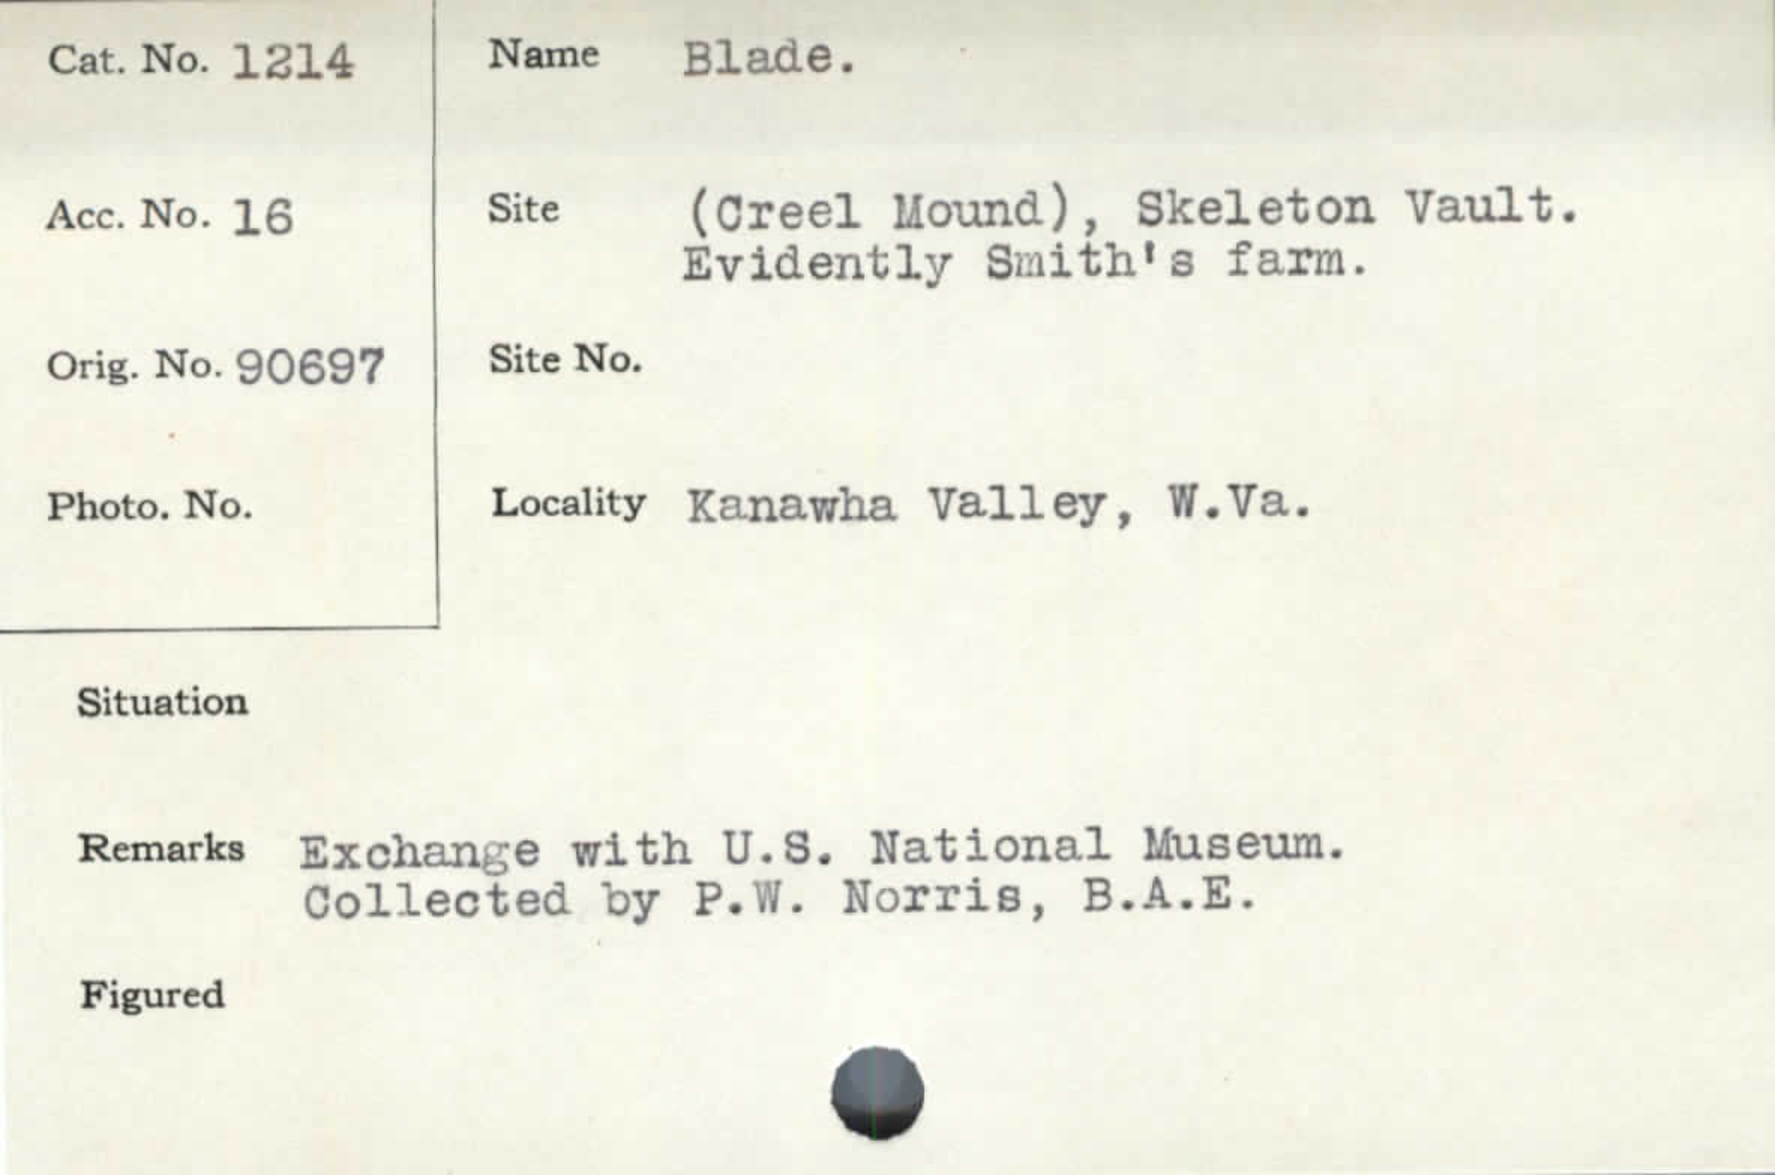 Cat. No. 1214
Acc. No. 16
Orig. No. 90697
Photo. No.
Name Blade.
Site (Creel Mound), Skeleton Vault.
Evidently Smith's farm.
Site No.
Locality Kanawha Valley, W.Va.
Situation
Remarks Exchange with U.S. National Museum.
Collected by P.W. Norris, B.A.E.
Figured